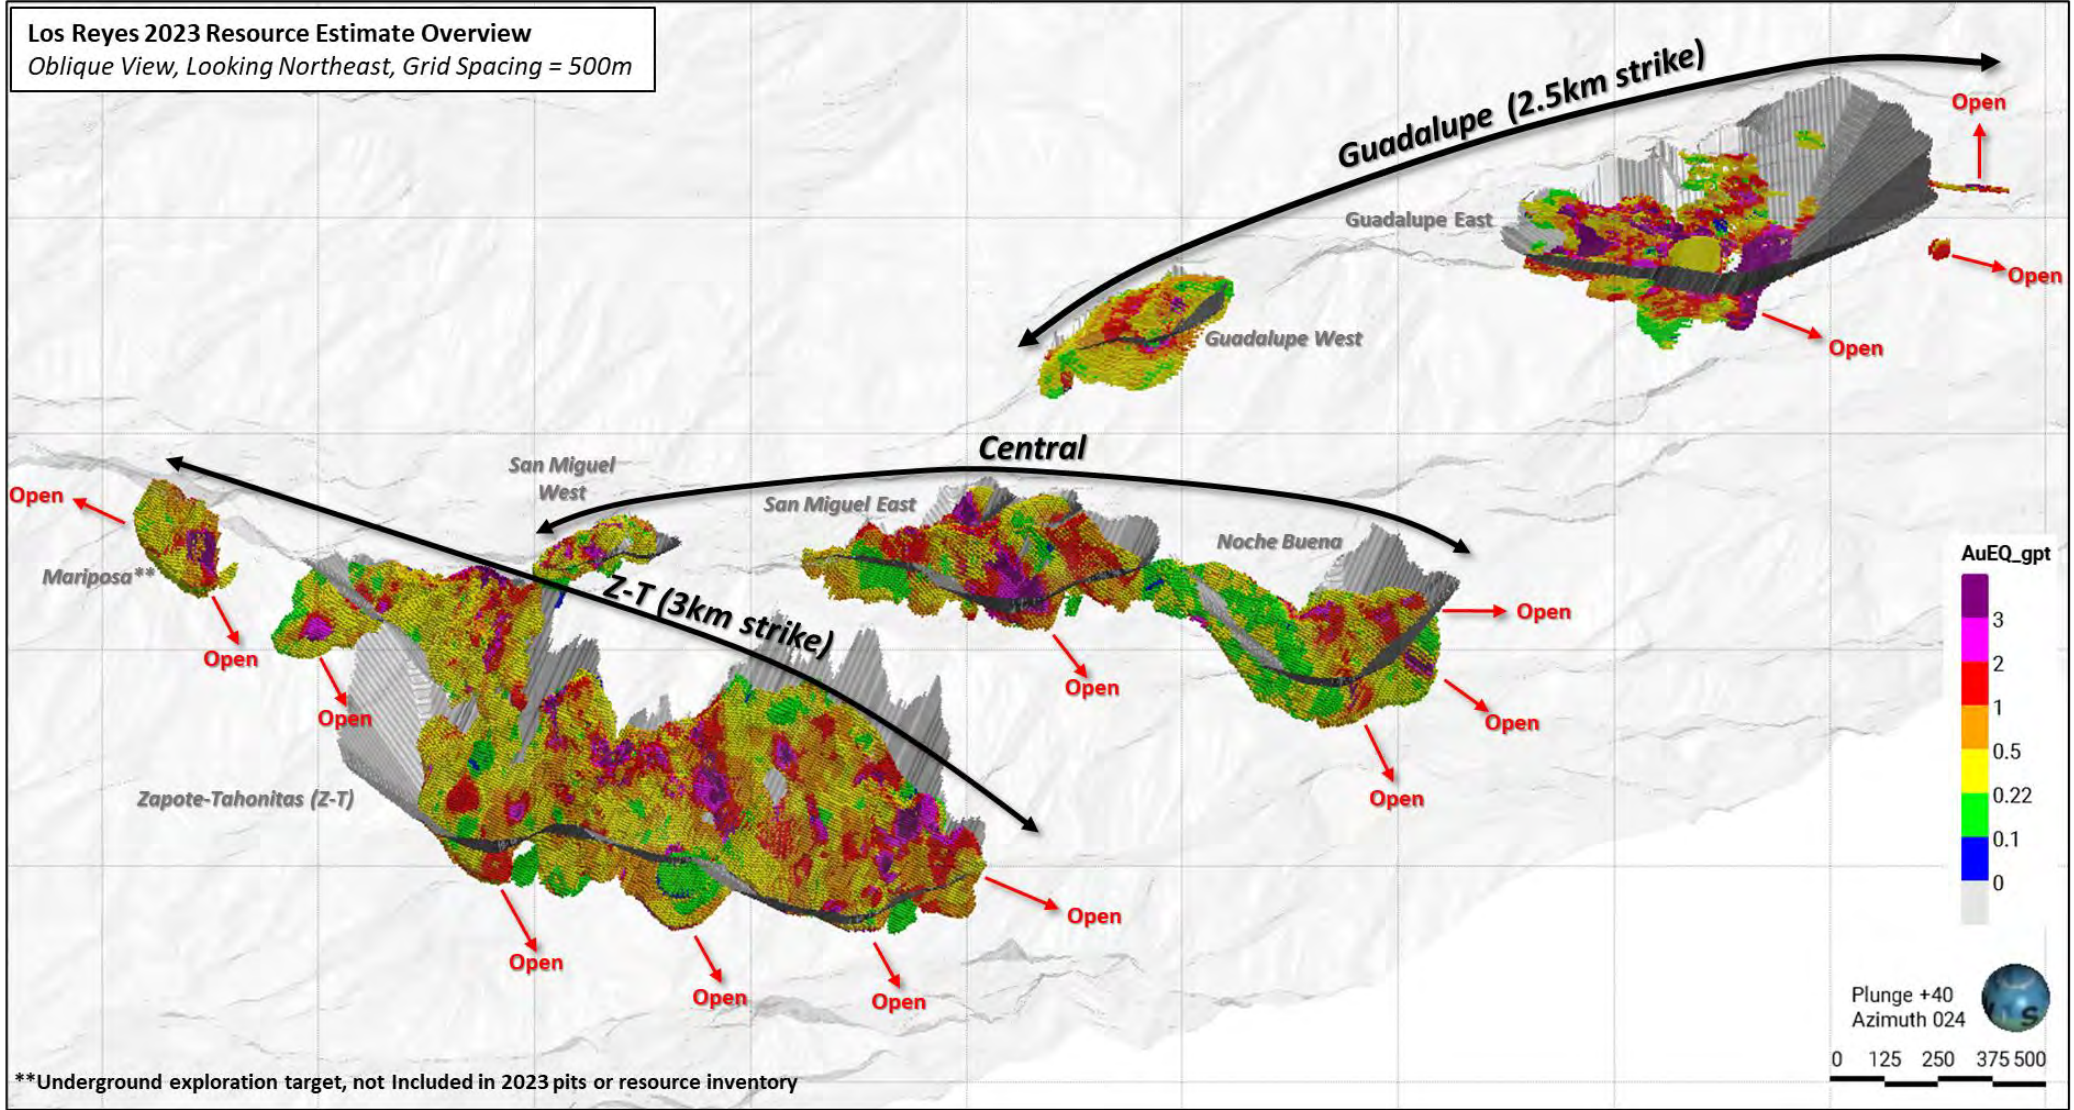 Los Reyes 2023 Resource Estimate Overview
Oblique View, Looking Northeast, Grid Spacing = 500m
Guadalupe (2.5km strike)
Open
Guadalupe East
Open
Guadalupe West
Open
Central
San Miguel
West
Open
San Miguel East
Noche Buena
Mariposa**
Z-T (3km strike)
Open
Open
Open
Open
Open
Open
Zapote-Tahonitas (Z-T)
Open
Open
Open
Open
Open
AuEQ_gpt
3
2
1
0.5
0.22
0.1
0
Plunge +40
Azimuth 024
0 125 250 375 500
**Underground exploration target, not Included in 2023 pits or resource inventory